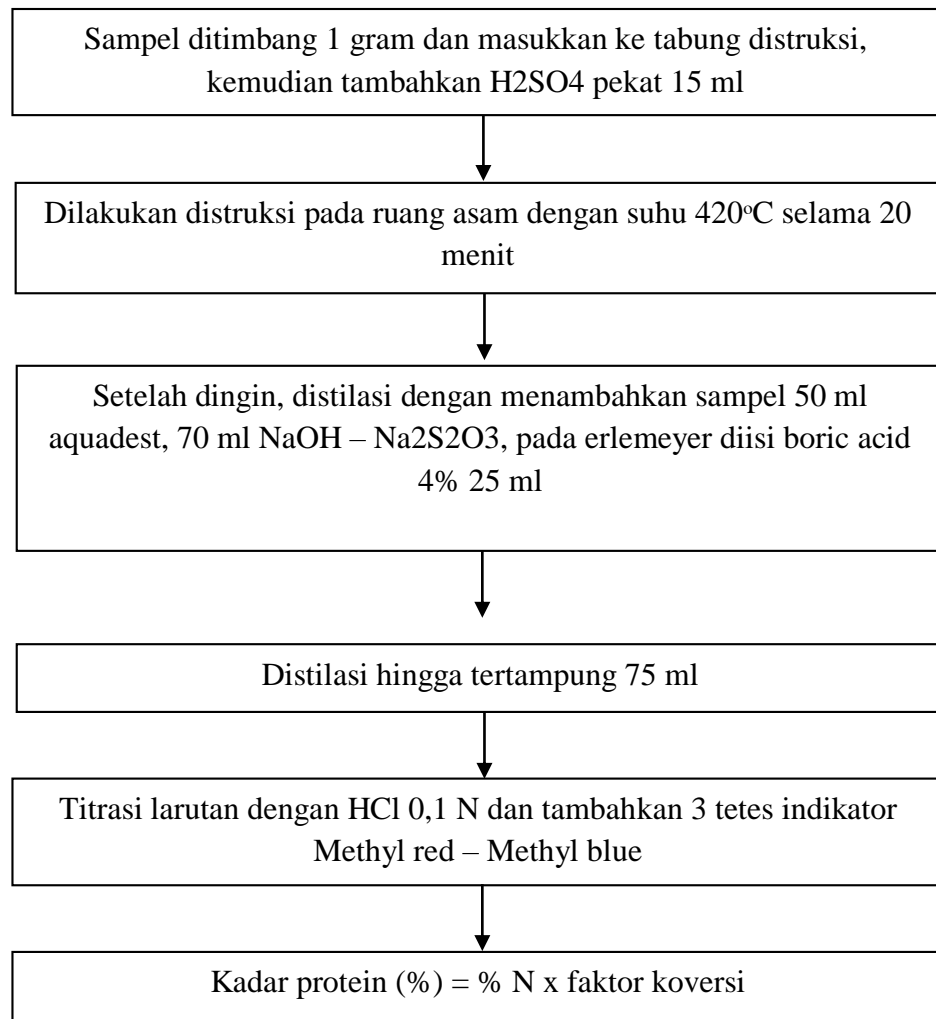 Sampel ditimbang 1 gram dan masukkan ke tabung distruksi,
kemudian tambahkan H2SO4 pekat 15 ml
Dilakukan distruksi pada ruang asam dengan suhu 420ºC selama 20
menit
Setelah dingin, distilasi dengan menambahkan sampel 50 ml
aquadest, 70 ml NaOH – Na2S2O3, pada erlemeyer diisi boric acid
4% 25 ml
Distilasi hingga tertampung 75 ml
Titrasi larutan dengan HCl 0,1 N dan tambahkan 3 tetes indikator
Methyl red – Methyl blue
Kadar protein (%) = % N x faktor koversi